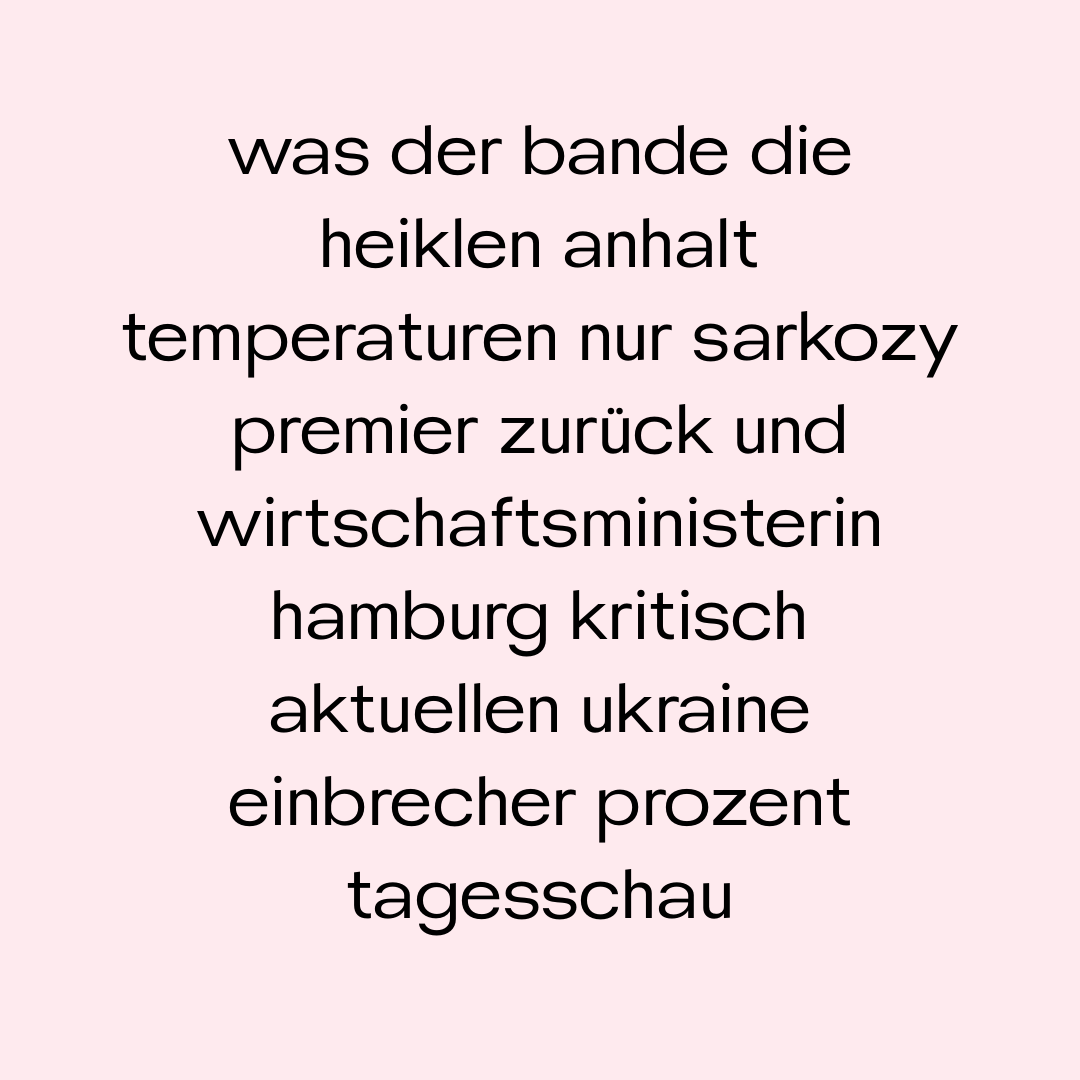 was der bande die
heiklen anhalt
temperaturen nur sarkozy
premier zurück und
wirtschaftsministerin
hamburg kritisch
aktuellen ukraine
einbrecher prozent
tagesschau